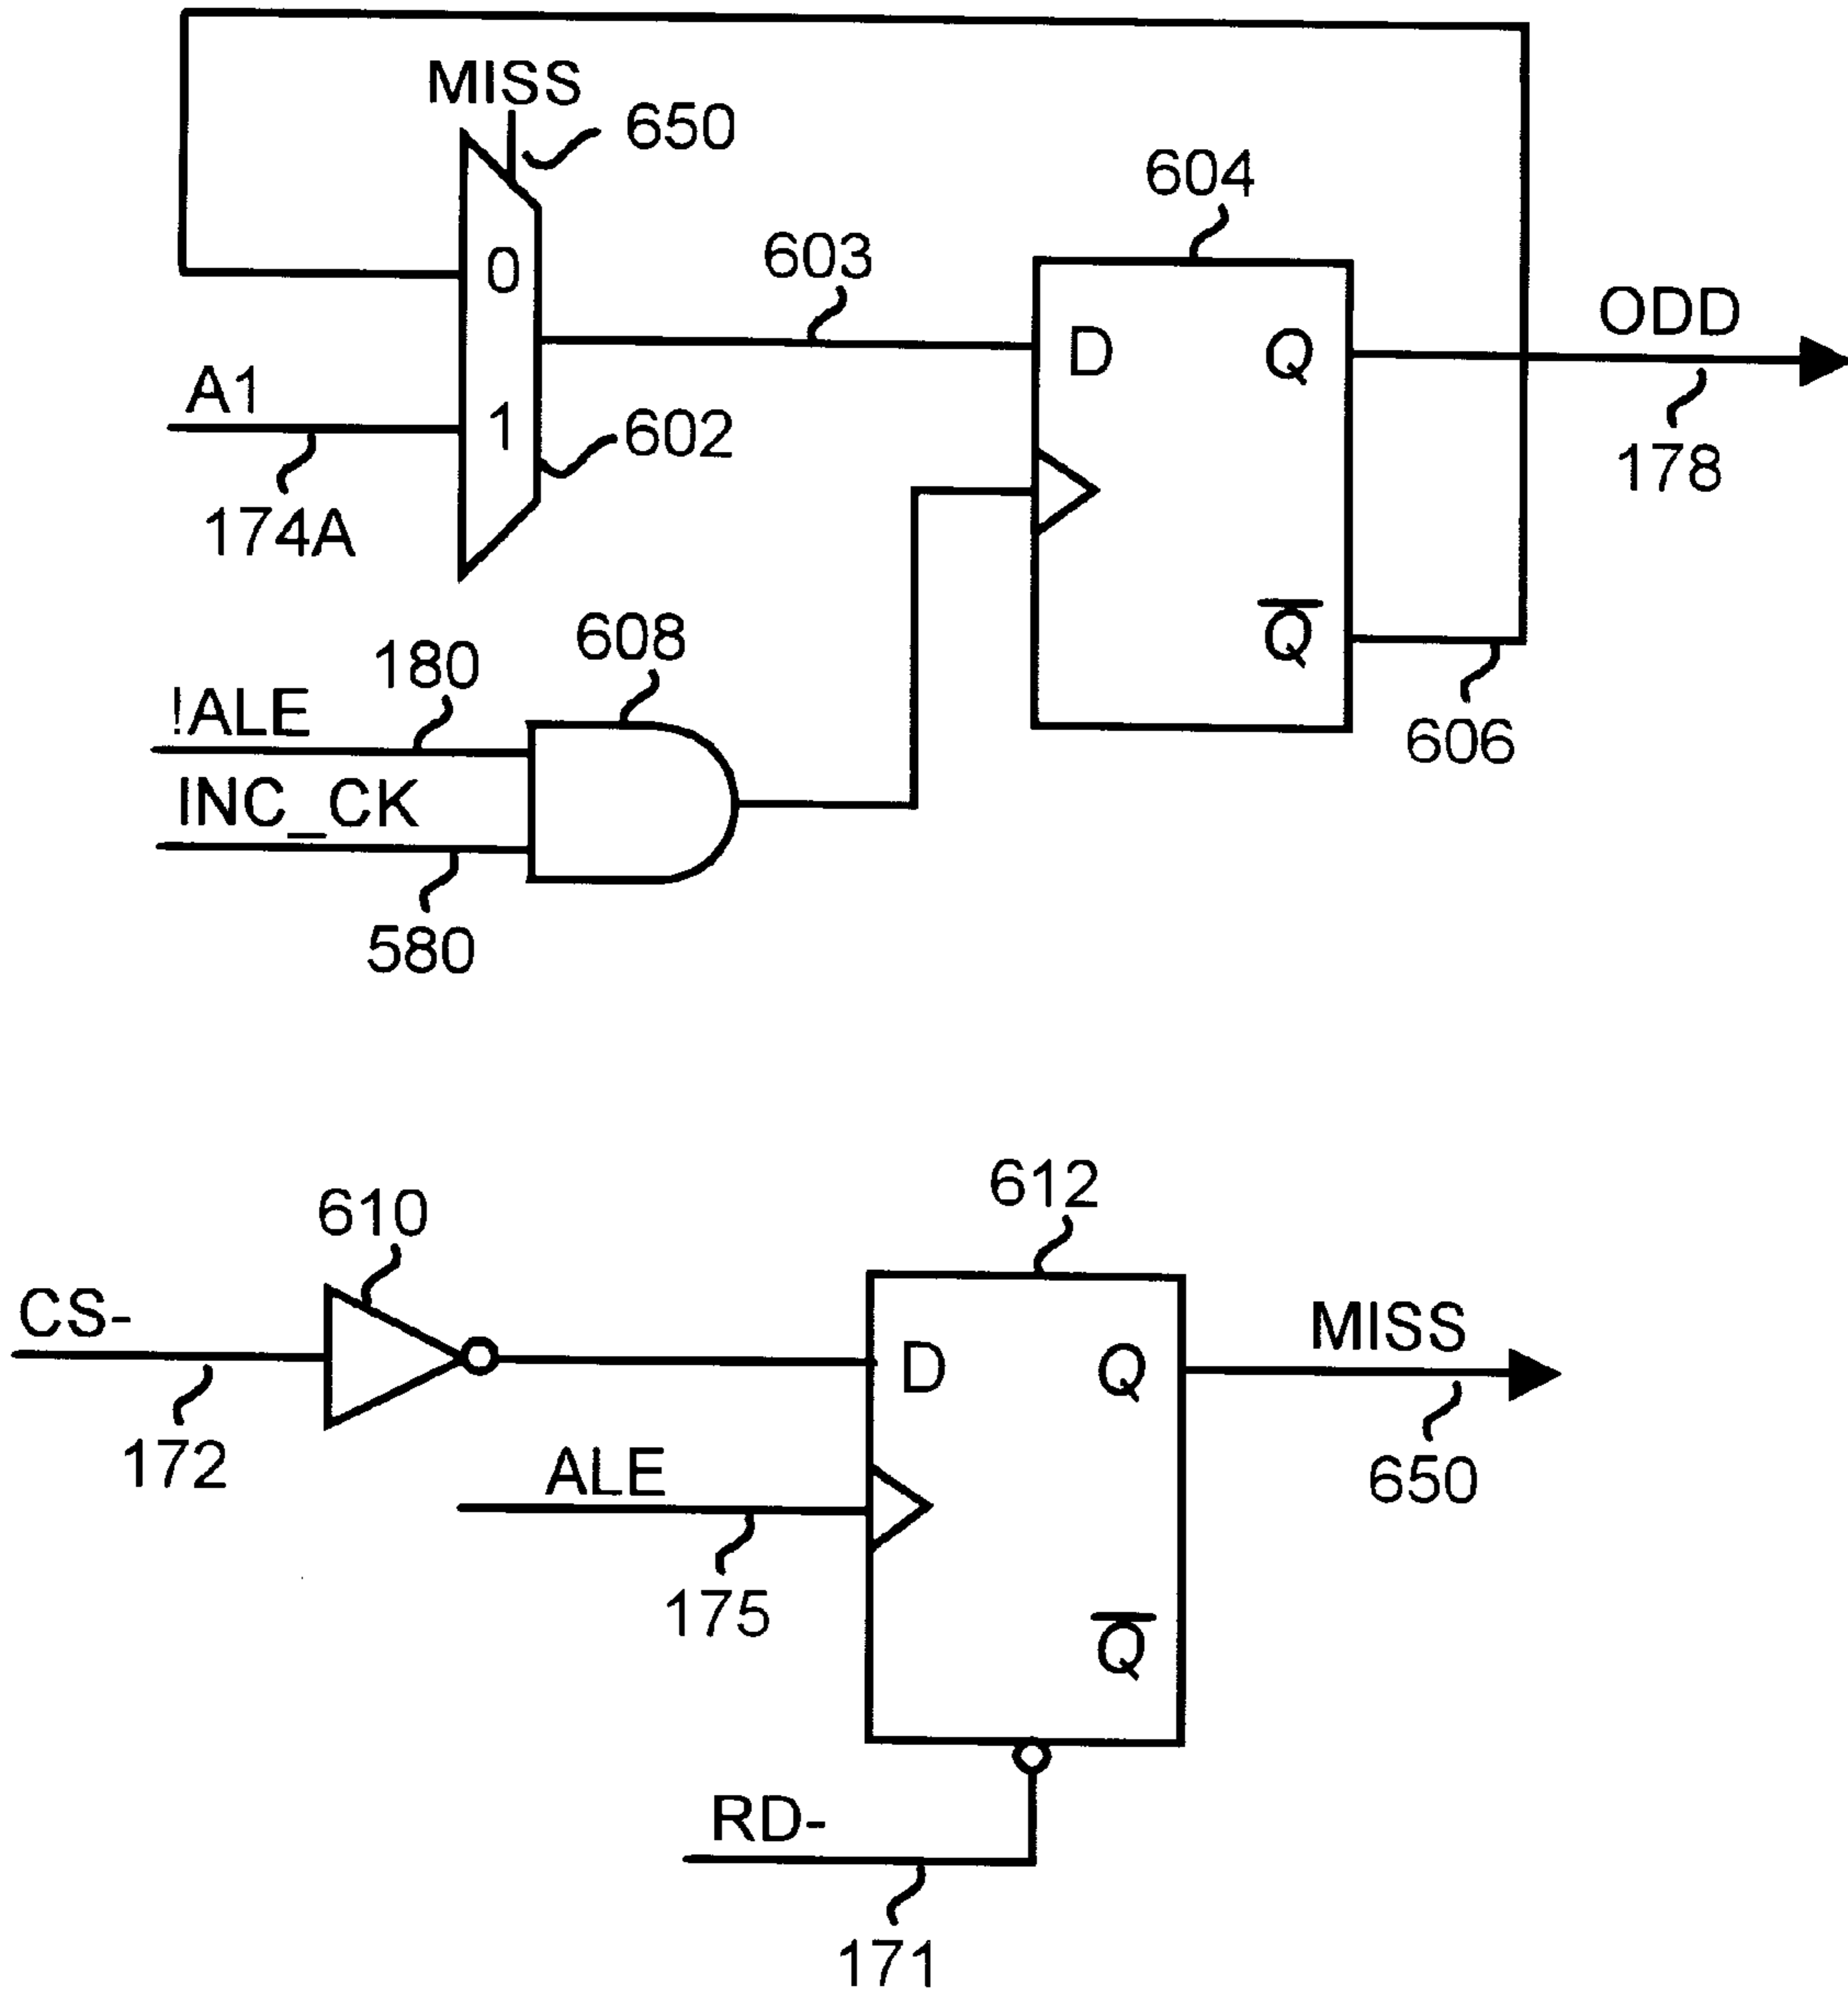 MISS
650
604
603
0
D
Q
ODD
A1
1
602
178
174A
608
Q
180
!ALE
606
INC_CK
580
612
610
CS-
MISS
D
Q
172
ALE
650
175
Q
RD-
171